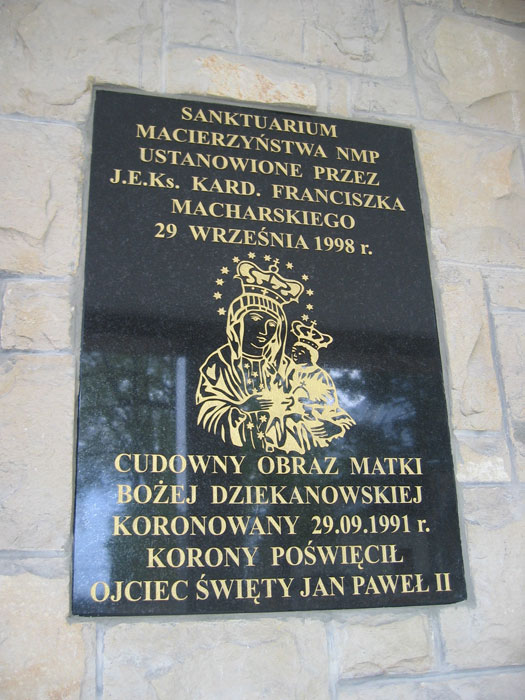 SANKTUARIUM
MACIERZYŃSTWA NMP
USTANOWIONE PRZEZ
J.E.Ks. KARD. FRANCISZKA
MACHARSKIEGO
29 WRZEŚNIA 1998 r.
CUDOWNY OBRAZ MATKI
BOŻEJ DZIEKANOWSKIEJ
KORONOWANY 29.09.1991 r.
KORONY POŚWIĘCIŁ
OJCIEC ŚWIĘTY JAN PAWEŁ II